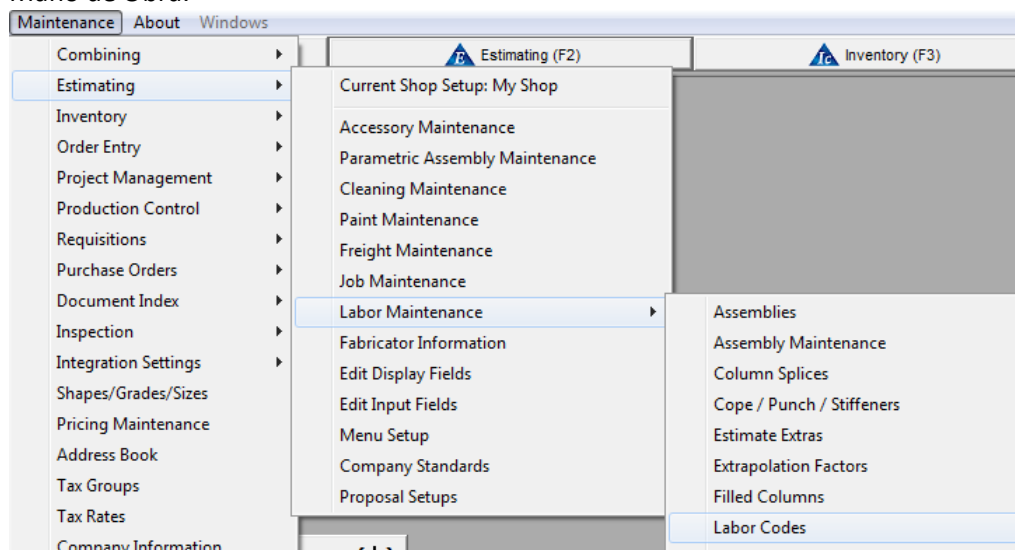 Mano de Obra.
Maintenance About Windows
Estimating (F2)
Inventory (F3)
Combining
Estimating
Inventory
Order Entry
Project Management
Production Control
Requisitions
Purchase Orders
Document Index
Inspection
Integration Settings
Shapes/Grades/Sizes
Pricing Maintenance
Address Book
Tax Groups
Tax Rates
Company Information
Current Shop Setup: My Shop
Accessory Maintenance
Parametric Assembly Maintenance
Cleaning Maintenance
Paint Maintenance
Freight Maintenance
Job Maintenance
Labor Maintenance
Fabricator Information
Edit Display Fields
Edit Input Fields
Menu Setup
Company Standards
Proposal Setups
Assemblies
Assembly Maintenance
Column Splices
Cope / Punch / Stiffeners
Estimate Extras
Extrapolation Factors
Filled Columns
Labor Codes